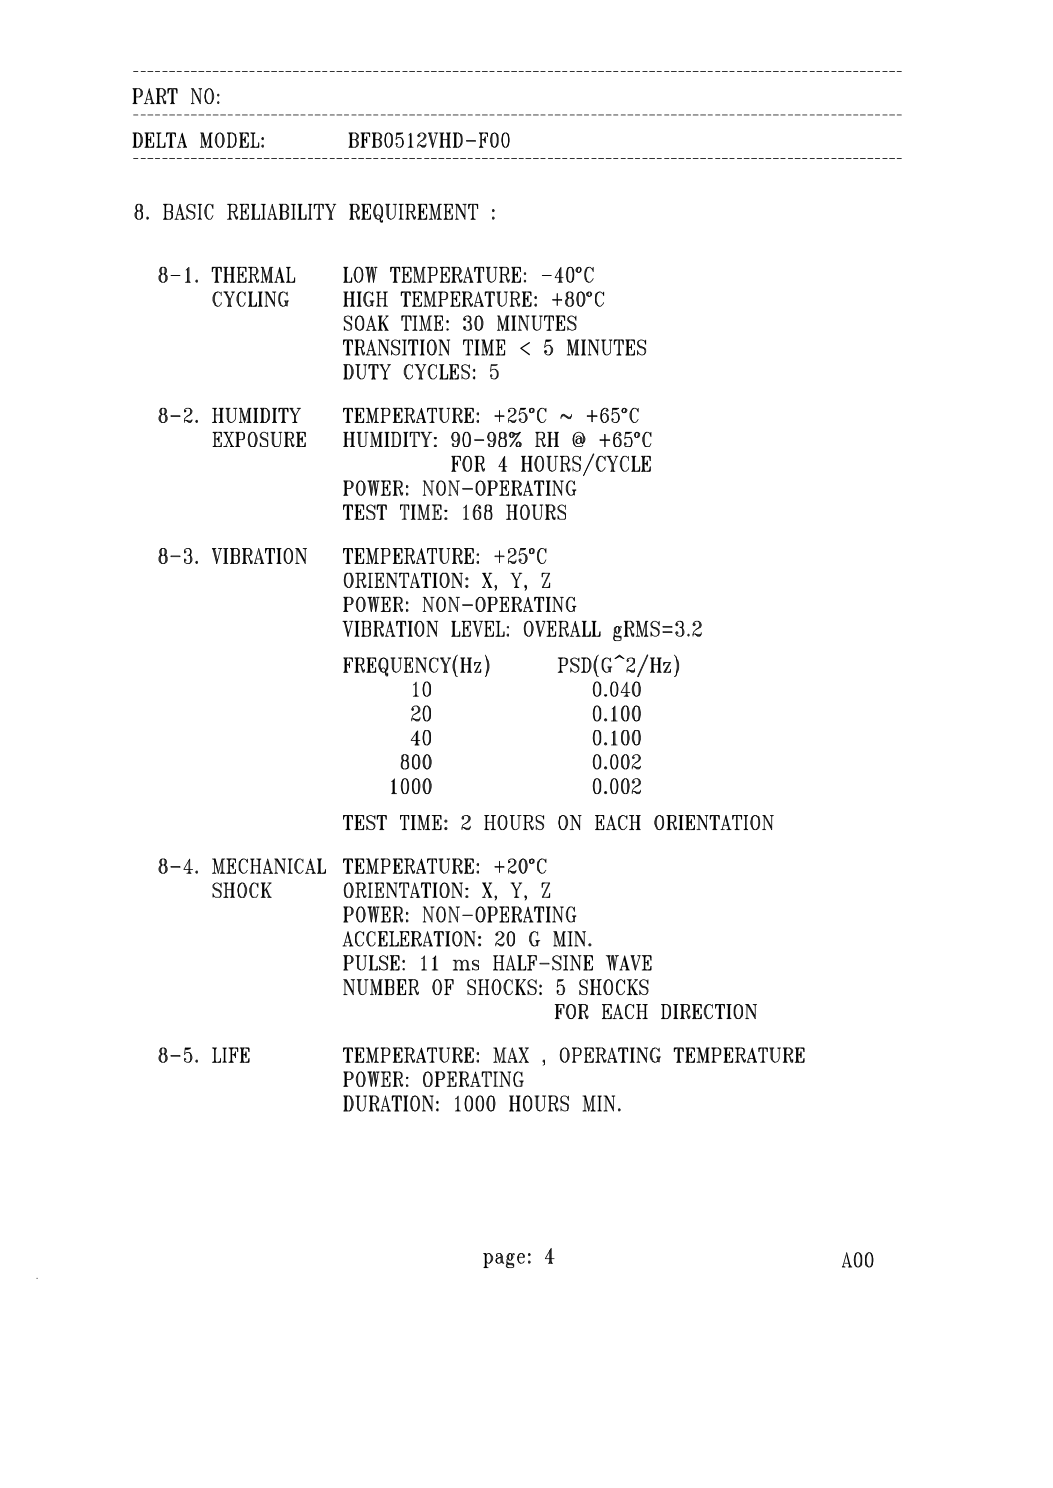 PART NO:
DELTA MODEL: BFB0512VHD-F00
8. BASIC RELIABILITY REQUIREMENT :
8-1. THERMAL LOW TEMPERATURE: -40°C
CYCLING HIGH TEMPERATURE: +80°C
SOAK TIME: 30 MINUTES
TRANSITION TIME < 5 MINUTES
DUTY CYCLES: 5
8-2. HUMIDITY TEMPERATURE: +25°C ~ +65°C
EXPOSURE HUMIDITY: 90-98% RH @ +65°C
FOR 4 HOURS/CYCLE
POWER: NON-OPERATING
TEST TIME: 168 HOURS
8-3. VIBRATION TEMPERATURE: +25°C
ORIENTATION: X, Y, Z
POWER: NON-OPERATING
VIBRATION LEVEL: OVERALL gRMS=3.2
FREQUENCY(Hz) PSD(G^2/Hz)
10 0.040
20 0.100
40 0.100
800 0.002
1000 0.002
TEST TIME: 2 HOURS ON EACH ORIENTATION
8-4. MECHANICAL TEMPERATURE: +20°C
SHOCK ORIENTATION: X, Y, Z
POWER: NON-OPERATING
ACCELERATION: 20 G MIN.
PULSE: 11 ms HALF-SINE WAVE
NUMBER OF SHOCKS: 5 SHOCKS
FOR EACH DIRECTION
8-5. LIFE TEMPERATURE: MAX , OPERATING TEMPERATURE
POWER: OPERATING
DURATION: 1000 HOURS MIN.
page: 4 A00